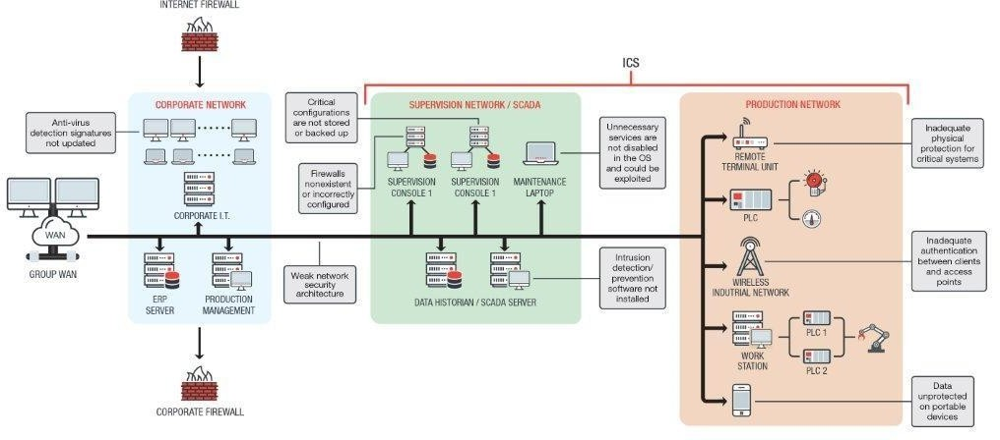 INTERNET FIREWALL
ICS
CORPORATE NETWORK
Anti-virus
detection signatures
not updated
CORPORATE I.T.
WAN
GROUP WAN
ERP
SERVER
PRODUCTION
MANAGEMENT
CORPORATE FIREWALL
Critical
configurations
are not stored
or backed up
Firewalls
nonexistent
or incorrectly
configured
Weak network
security
architecture
SUPERVISION NETWORK / SCADA
SUPERVISION
CONSOLE 1
SUPERVISION
CONSOLE 1
MAINTENANCE
LAPTOP
DATA HISTORIAN / SCADA SERVER
Unnecessary
services are
not disabled
in the OS
and could be
exploited
Intrusion
detection/
prevention
software not
installed
PRODUCTION NETWORK
REMOTE
TERMINAL UNIT
PLC
WIRELESS
INDUTRIAL NETWORK
WORK
STATION
PLC 1
PLC 2
Inadequate
physical
protection for
critical systems
Inadequate
authentication
between clients
and access
points
Data
unprotected
on portable
devices